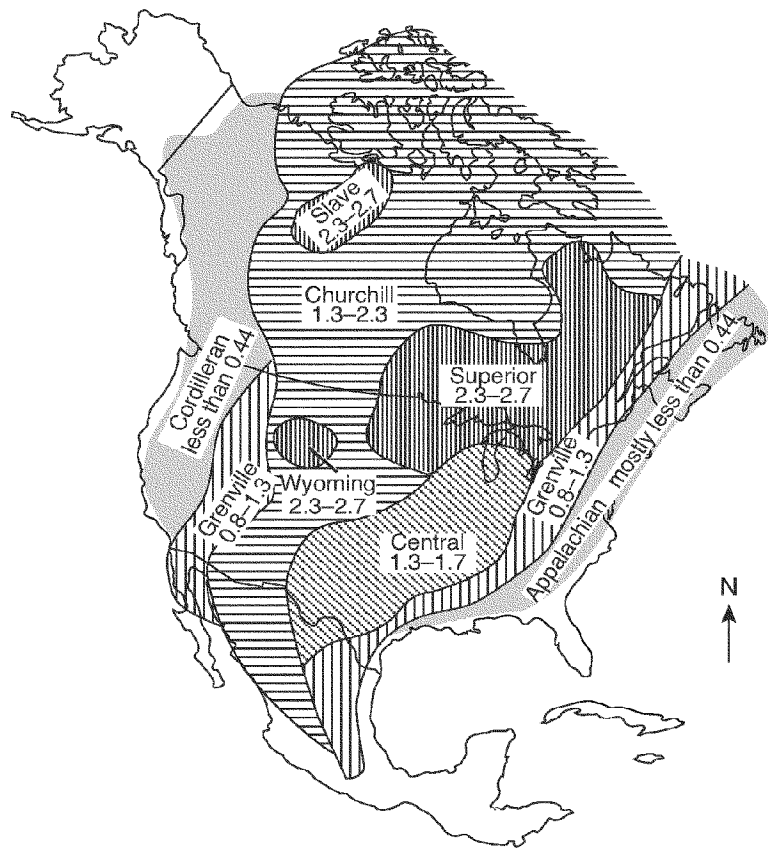 Slave
2.3–2.7
Churchill
1.3–2.3
Cordilleran
less than 0.44
Superior
2.3–2.7
Grenville
0.8–1.3
Wyoming
2.3–2.7
Grenville
0.8–1.3
Central
1.3–1.7
Appalachian mostly less than 0.44
N